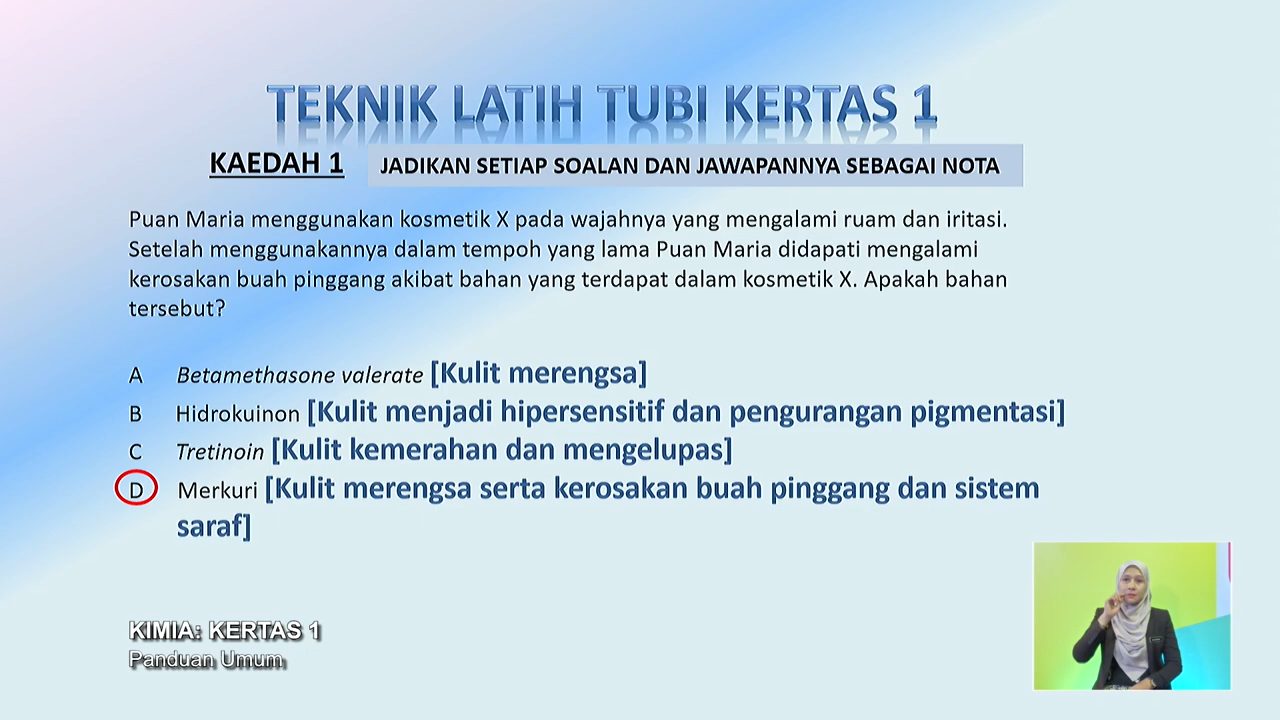 TEKNIK LATIH TUBI KERTAS 1
KAEDAH 1 JADIKAN SETIAP SOALAN DAN JAWAPANNYA SEBAGAI NOTA
Puan Maria menggunakan kosmetik X pada wajahnya yang mengalami ruam dan iritasi.
Setelah menggunakannya dalam tempoh yang lama Puan Maria didapati mengalami
kerosakan buah pinggang akibat bahan yang terdapat dalam kosmetik X. Apakah bahan
tersebut?
A Betamethasone valerate [Kulit merengsa]
B Hidrokuinon [Kulit menjadi hipersensitif dan pengurangan pigmentasi]
C Tretinoin [Kulit kemerahan dan mengelupas]
D Merkuri [Kulit merengsa serta kerosakan buah pinggang dan sistem
saraf]
KIMIA: KERTAS 1
Panduan Umum